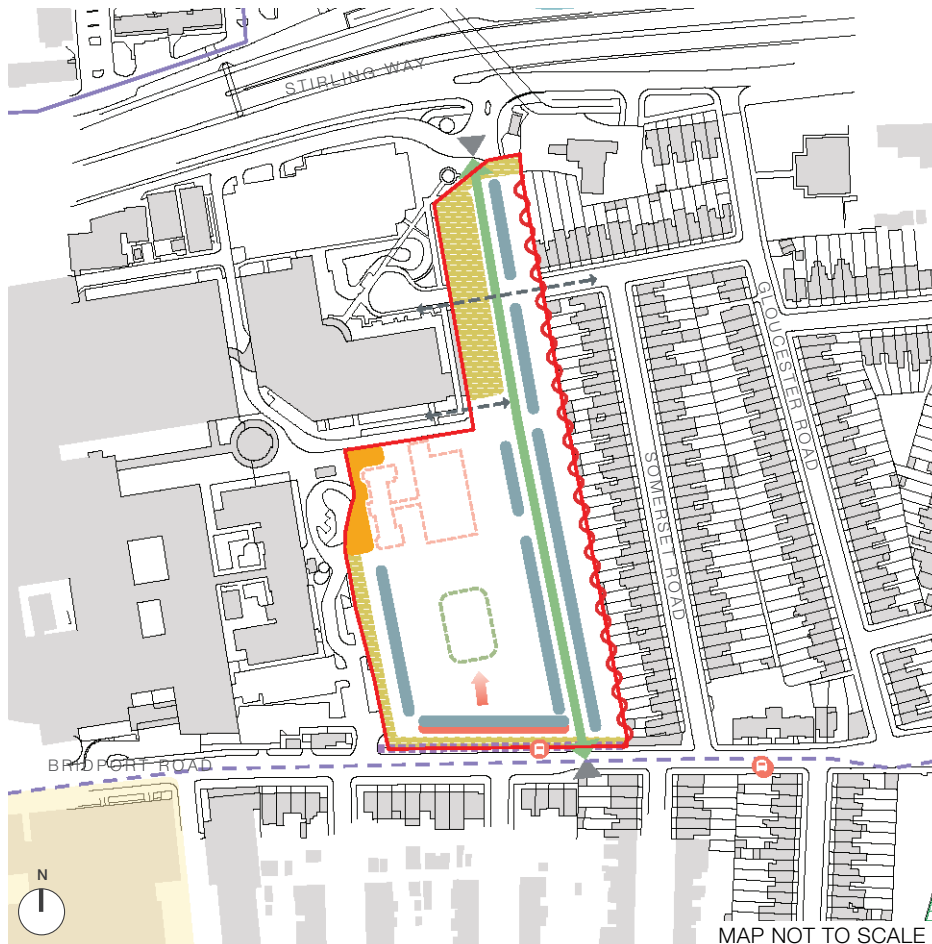 STIRLING WAY
GLOUCESTER ROAD
SOMERSET ROAD
BRIDPORT ROAD
N
MAP NOT TO SCALE